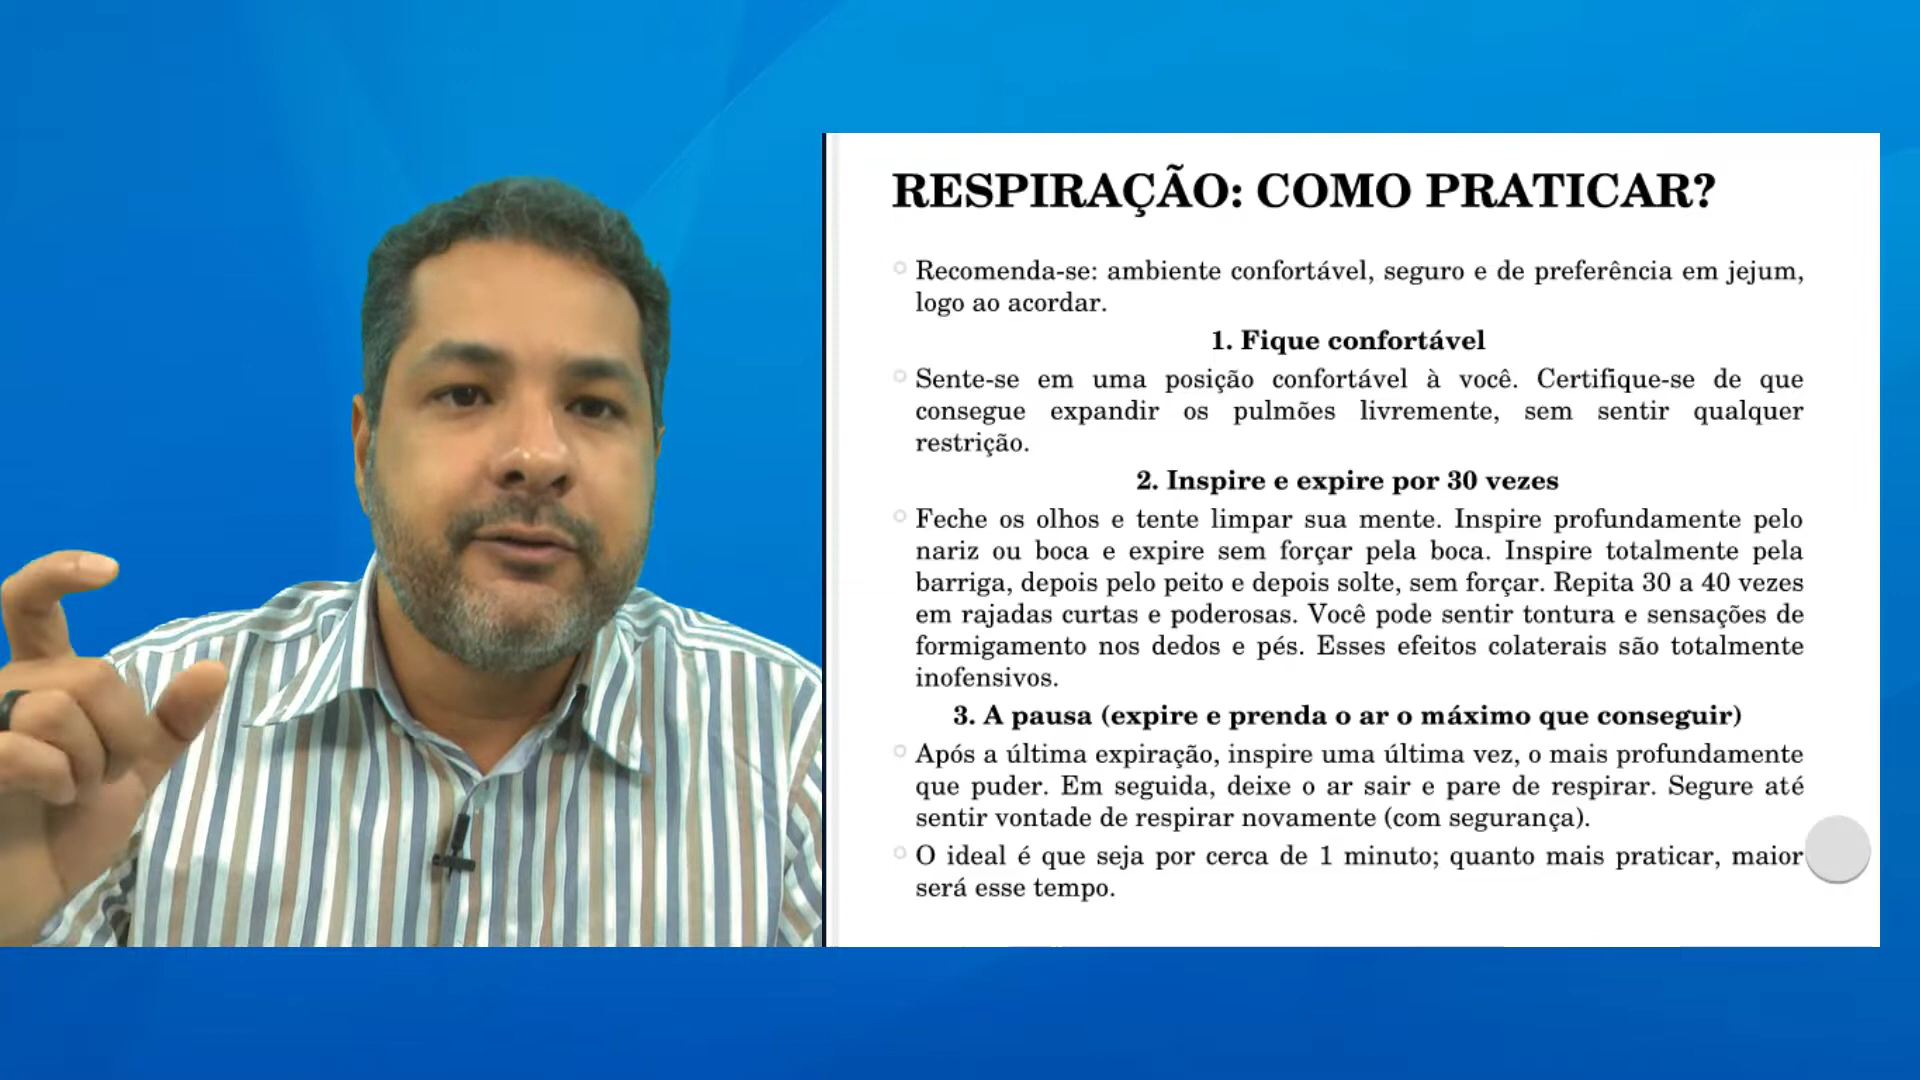 RESPIRAÇÃO: COMO PRATICAR?
Recomenda-se: ambiente confortável, seguro e de preferência em jejum,
logo ao acordar.
1. Fique confortável
Sente-se em uma posição confortável à você. Certifique-se de que
consegue expandir os pulmões livremente, sem sentir qualquer
restrição.
2. Inspire e expire por 30 vezes
Feche os olhos e tente limpar sua mente. Inspire profundamente pelo
nariz ou boca e expire sem forçar pela boca. Inspire totalmente pela
barriga, depois pelo peito e depois solte, sem forçar. Repita 30 a 40 vezes
em rajadas curtas e poderosas. Você pode sentir tontura e sensações de
formigamento nos dedos e pés. Esses efeitos colaterais são totalmente
inofensivos.
3. A pausa (expire e prenda o ar o máximo que conseguir)
Após a última expiração, inspire uma última vez, o mais profundamente
que puder. Em seguida, deixe o ar sair e pare de respirar. Segure até
sentir vontade de respirar novamente (com segurança).
O ideal é que seja por cerca de 1 minuto; quanto mais praticar, maior
será esse tempo.